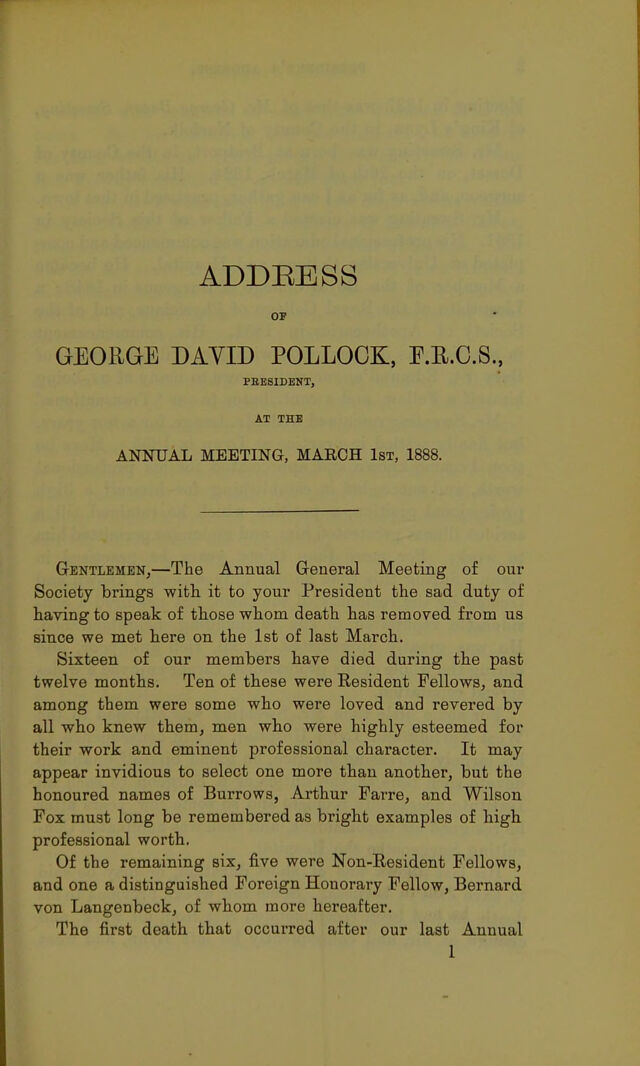 ADDRESS
OF
GEORGE DAVID POLLOCK, F.R.C.S.,
PRESIDENT,
AT THE
ANNUAL MEETING, MARCH 1ST, 1888.
GENTLEMEN,—The Annual General Meeting of our
Society brings with it to your President the sad duty of
having to speak of those whom death has removed from us
since we met here on the 1st of last March.
Sixteen of our members have died during the past
twelve months. Ten of these were Resident Fellows, and
among them were some who were loved and revered by
all who knew them, men who were highly esteemed for
their work and eminent professional character. It may
appear invidious to select one more than another, but the
honoured names of Burrows, Arthur Farre, and Wilson
Fox must long be remembered as bright examples of high
professional worth.
Of the remaining six, five were Non-Resident Fellows,
and one a distinguished Foreign Honorary Fellow, Bernard
von Langenbeck, of whom more hereafter.
The first death that occurred after our last Annual
1